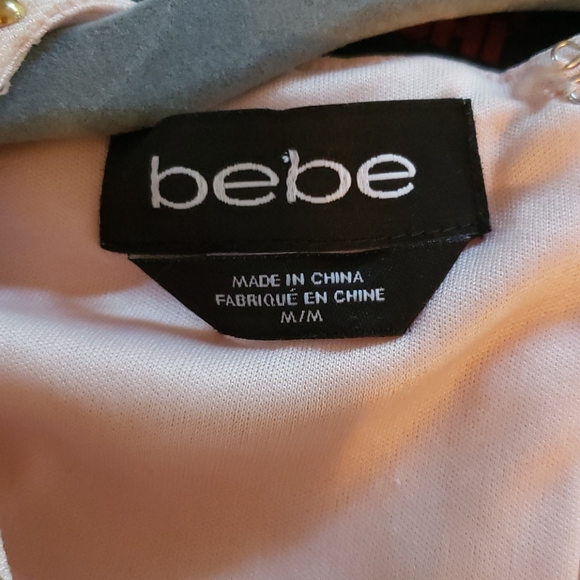 bebe
MADE IN CHINA
FABRIQUÉ EN CHINE
M/M